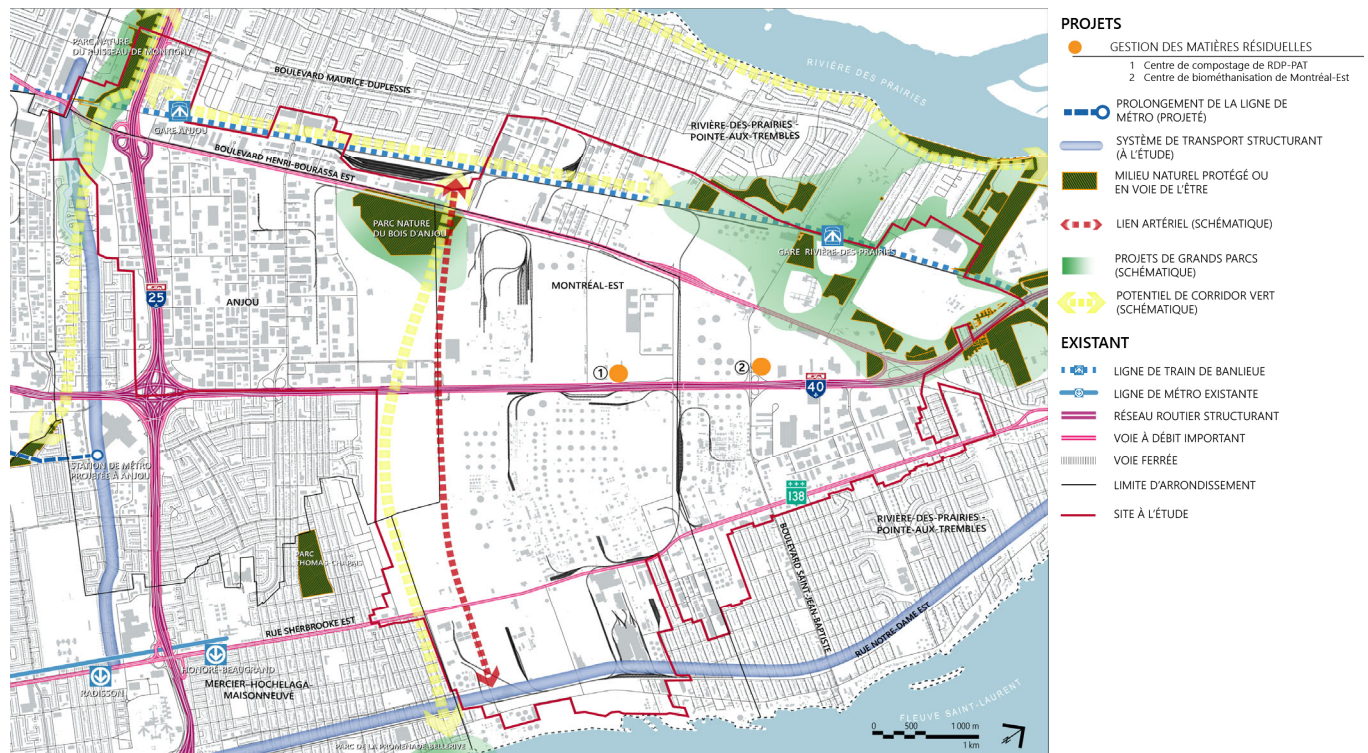 PARC NATURE
DU RUISSEAU DE MONTIGNY
BOULEVARD MAURICE-DUPLESSIS
RIVIÈRE DES PRAIRIES
GARE ANJOU
RIVIÈRE-DES-PRAIRIES -
POINTE-AUX-TREMBLES
BOULEVARD HENRI-BOURASSA EST
PARC NATURE
DU BOIS D'ANJOU
GARE RIVIÈRE-DES-PRAIRIES
MONTRÉAL-EST
25
ANJOU
1
2
40
STATION DE MÉTRO
PROJETÉE À ANJOU
138
RIVIÈRE-DES-PRAIRIES -
POINTE-AUX-TREMBLES
PARC
THOMAS-CHAPAIS
BOULEVARD SAINT-JEAN-BAPTISTE
RUE SHERBROOKE EST
RUE NOTRE-DAME EST
HONORÉ-BEAUGRAND
RADISSON
MERCIER-HOCHELAGA-
MAISONNEUVE
FLEUVE SAINT-LAURENT
PARC DE LA PROMENADE-BELLERIVE
0 500 1 000 m
1 km
N
PROJETS
GESTION DES MATIÈRES RÉSIDUELLES
1 Centre de compostage de RDP-PAT
2 Centre de biométhanisation de Montréal-Est
PROLONGEMENT DE LA LIGNE DE
MÉTRO (PROJETÉ)
SYSTÈME DE TRANSPORT STRUCTURANT
(À L'ÉTUDE)
MILIEU NATUREL PROTÉGÉ OU
EN VOIE DE L'ÊTRE
LIEN ARTÉRIEL (SCHÉMATIQUE)
PROJETS DE GRANDS PARCS
(SCHÉMATIQUE)
POTENTIEL DE CORRIDOR VERT
(SCHÉMATIQUE)
EXISTANT
LIGNE DE TRAIN DE BANLIEUE
LIGNE DE MÉTRO EXISTANTE
RÉSEAU ROUTIER STRUCTURANT
VOIE À DÉBIT IMPORTANT
VOIE FERRÉE
LIMITE D'ARRONDISSEMENT
SITE À L'ÉTUDE